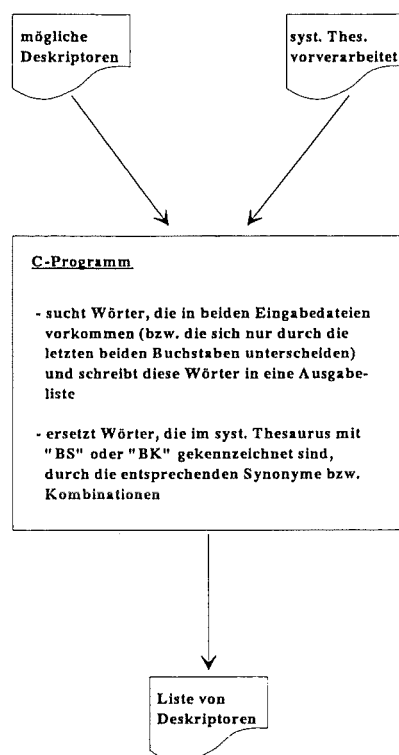 mögliche
Deskriptoren
syst. Thes.
vorverarbeitet
C-Programm
- sucht Wörter, die in beiden Eingabedateien
vorkommen (bzw. die sich nur durch die
letzten beiden Buchstaben unterscheiden)
und schreibt diese Wörter in eine Ausgabe-
liste
- ersetzt Wörter, die im syst. Thesaurus mit
"BS" oder "BK" gekennzeichnet sind,
durch die entsprechenden Synonyme bzw.
Kombinationen
Liste von
Deskriptoren